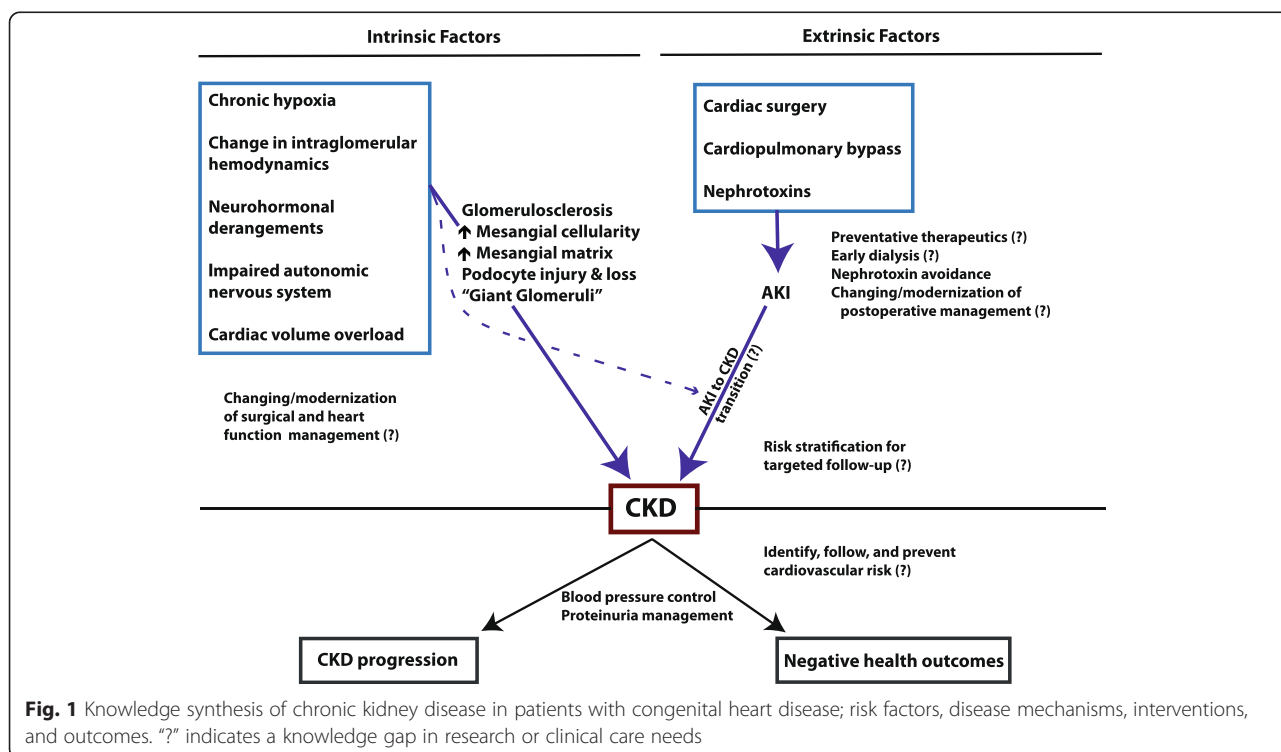 Intrinsic Factors
Extrinsic Factors
Chronic hypoxia
Change in intraglomerular
hemodynamics
Neurohormonal
derangements
Impaired autonomic
nervous system
Cardiac volume overload
Cardiac surgery
Cardiopulmonary bypass
Nephrotoxins
Glomerulosclerosis
↑ Mesangial cellularity
↑ Mesangial matrix
Podocyte injury & loss
“Giant Glomeruli”
Preventative therapeutics (?)
Early dialysis (?)
Nephrotoxin avoidance
Changing/modernization of
postoperative management (?)
AKI
AKI to CKD
transition (?)
Changing/modernization
of surgical and heart
function management (?)
Risk stratification for
targeted follow-up (?)
CKD
Identify, follow, and prevent
cardiovascular risk (?)
Blood pressure control
Proteinuria management
CKD progression
Negative health outcomes
Fig. 1 Knowledge synthesis of chronic kidney disease in patients with congenital heart disease; risk factors, disease mechanisms, interventions,
and outcomes. “?” indicates a knowledge gap in research or clinical care needs